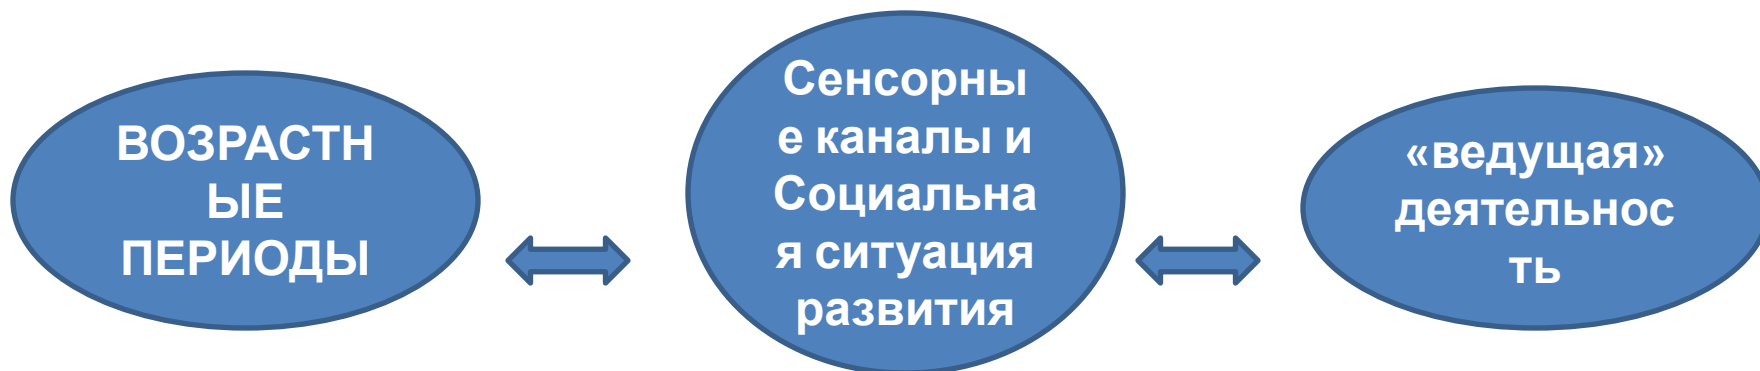 ВОЗРАСТН
ЫЕ
ПЕРИОДЫ
Сенсорны
е каналы и
Социальна
я ситуация
развития
«ведущая»
деятельнос
ть